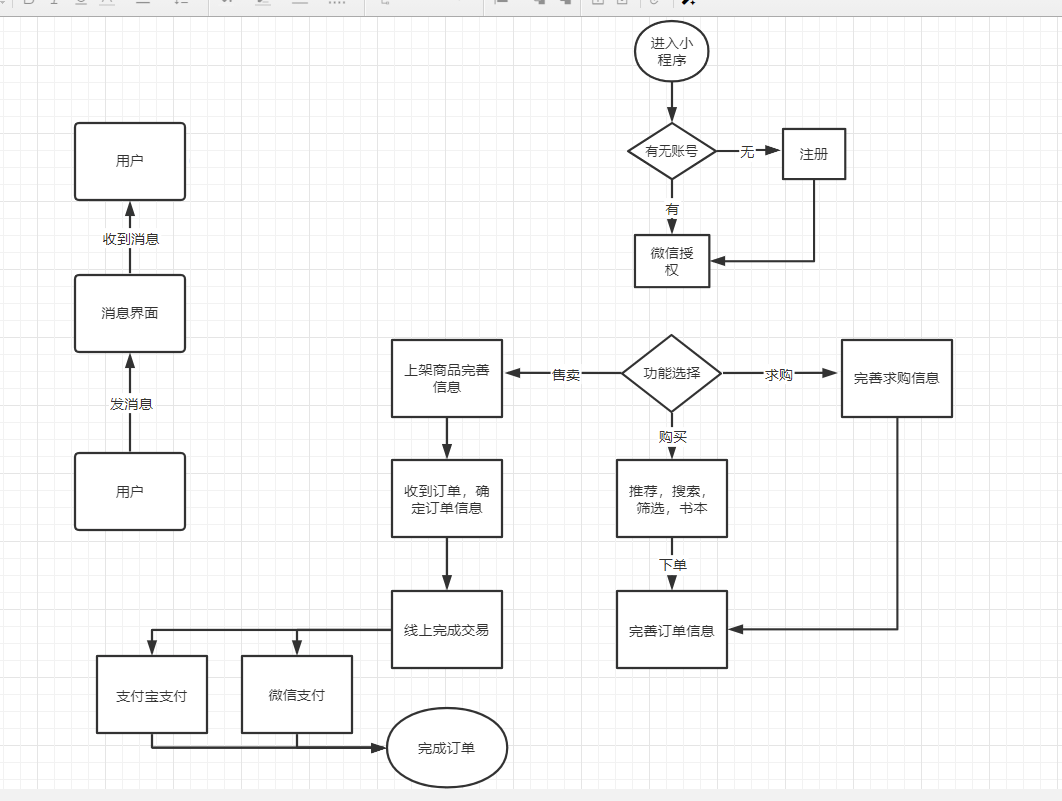 进入小
程序
有无账号
无
注册
有
微信授
权
用户
收到消息
消息界面
发消息
用户
上架商品完善
信息
售卖
功能选择
求购
完善求购信息
购买
收到订单，确
定订单信息
推荐，搜索，
筛选，书本
下单
线上完成交易
完善订单信息
支付宝支付
微信支付
完成订单